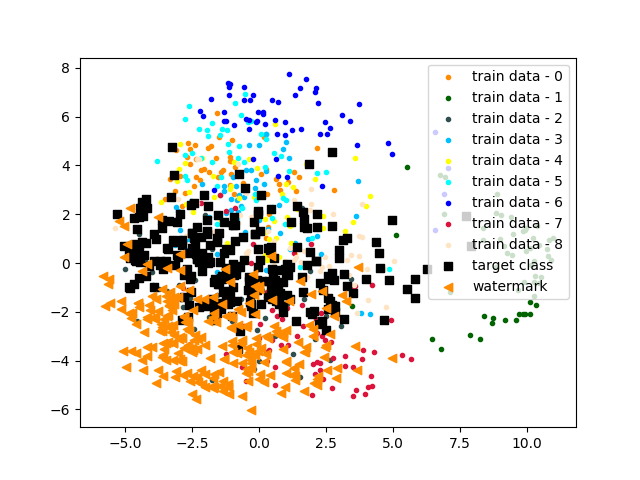 8
6
4
2
0
−2
−4
−6
−5.0 −2.5 0.0 2.5 5.0 7.5 10.0
train data - 0
train data - 1
train data - 2
train data - 3
train data - 4
train data - 5
train data - 6
train data - 7
train data - 8
target class
watermark